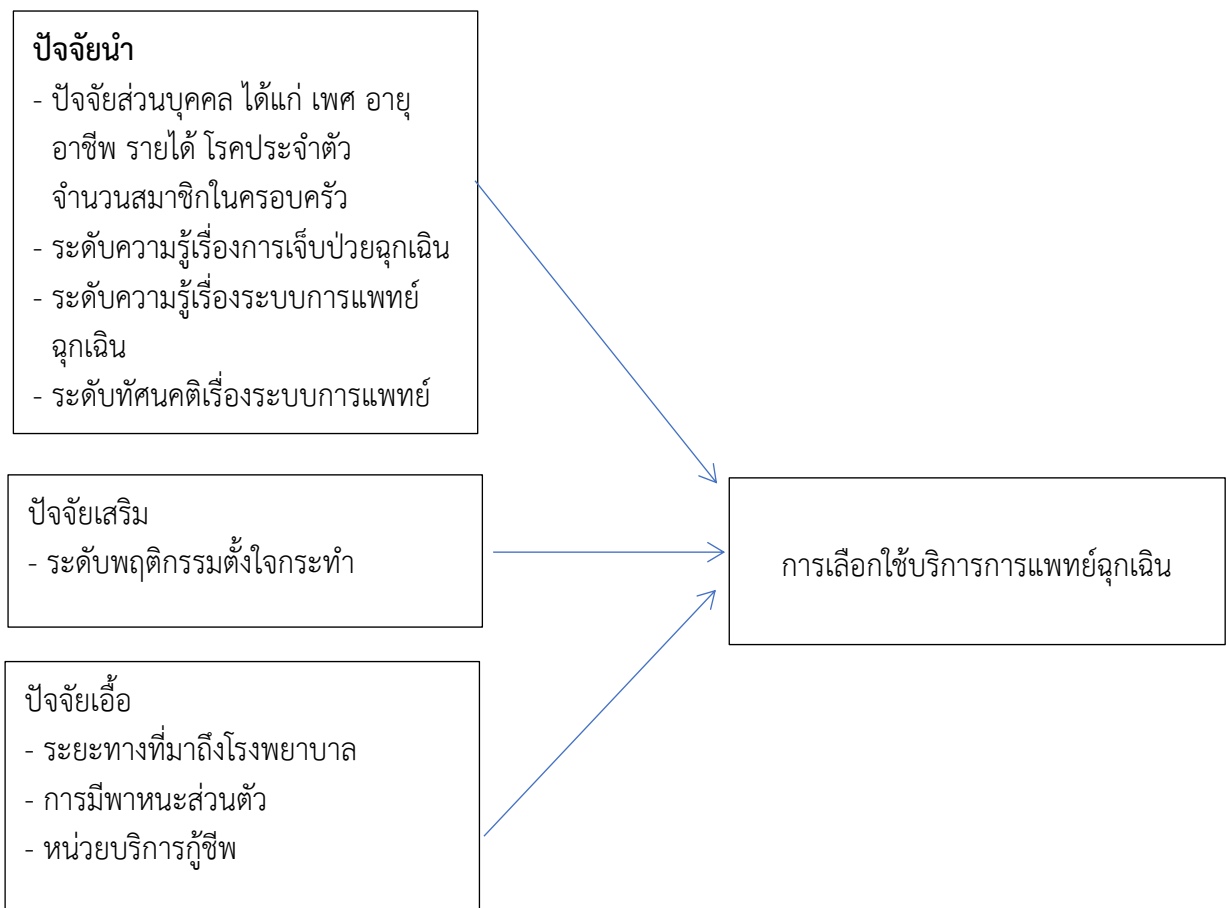 ปัจจัยนำ
- ปัจจัยส่วนบุคคล ได้แก่ เพศ อายุ
อาชีพ รายได้ โรคประจำตัว
จำนวนสมาชิกในครอบครัว
- ระดับความรู้เรื่องการเจ็บป่วยฉุกเฉิน
- ระดับความรู้เรื่องระบบการแพทย์
ฉุกเฉิน
- ระดับทัศนคติเรื่องระบบการแพทย์
ปัจจัยเสริม
- ระดับพฤติกรรมตั้งใจกระทำ
การเลือกใช้บริการการแพทย์ฉุกเฉิน
ปัจจัยเอื้อ
- ระยะทางที่มาถึงโรงพยาบาล
- การมีพาหนะส่วนตัว
- หน่วยบริการกู้ชีพ